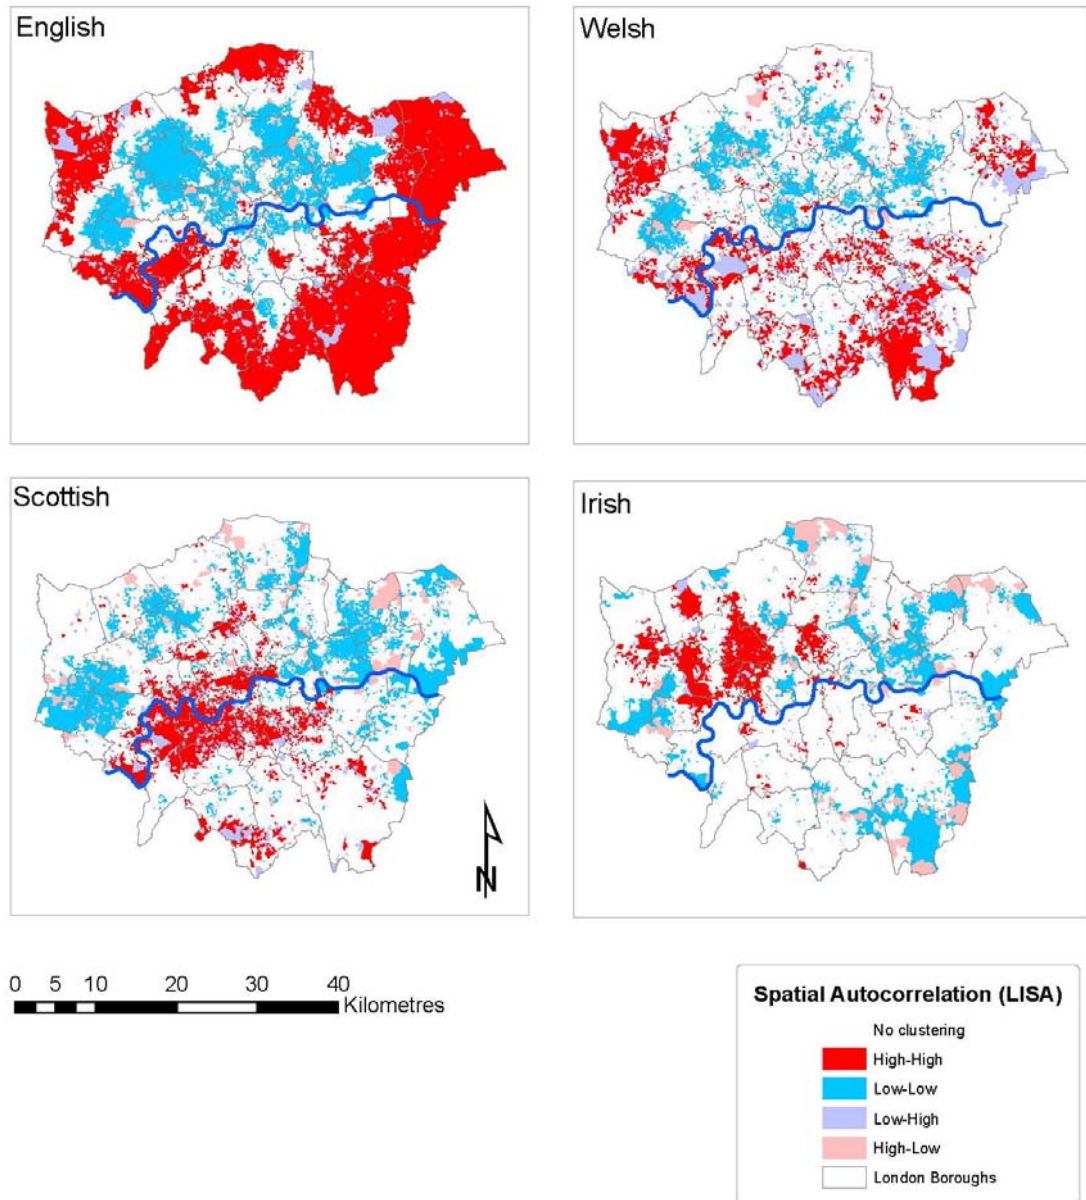 English
Welsh
Scottish
Irish
N
0 5 10 20 30 40
Kilometres
Spatial Autocorrelation (LISA)
No clustering
High-High
Low-Low
Low-High
High-Low
London Boroughs